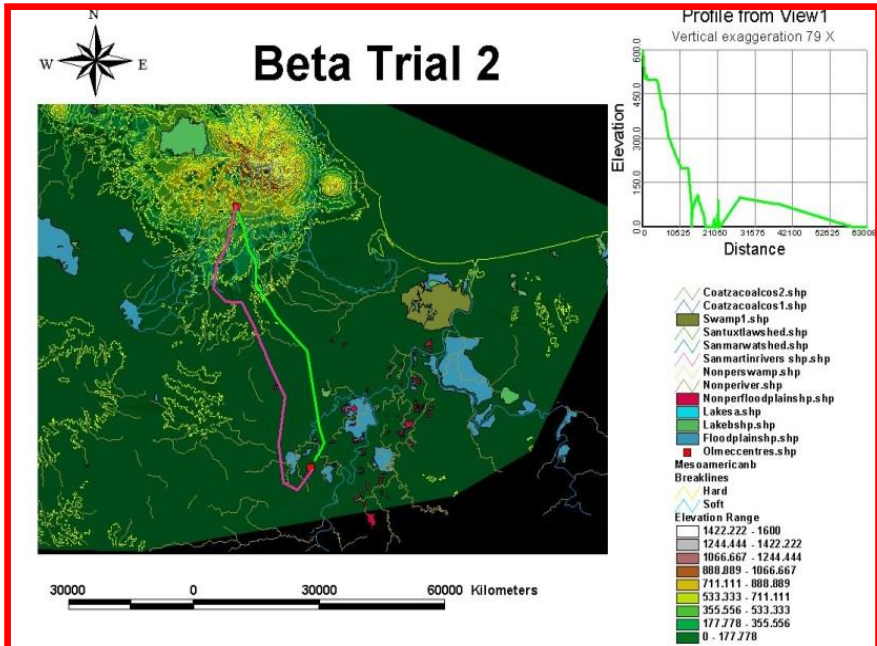 N
W E
S
Beta Trial 2
Profile from View1
Vertical exaggeration 79 X
Elevation
600.0
450.0
300.0
150.0
0.0
0.0 10525 21050 31575 42100 52625 63008
Distance
Coatzacoalcos2.shp
Coatzacoalcos1.shp
Swamp1.shp
Santuxtlawshed.shp
Sanmarwatshed.shp
Sanmartinrivers shp.shp
Nonperswamp.shp
Nonperiver.shp
Nonperfloodplainshp.shp
Lakesa.shp
Lakebshp.shp
Floodplainshp.shp
Olmeccentres.shp
Mesoamericanb
Breaklines
Hard
Soft
Elevation Range
1422.222 - 1600
1244.444 - 1422.222
1066.667 - 1244.444
888.889 - 1066.667
711.111 - 888.889
533.333 - 711.111
355.556 - 533.333
177.778 - 355.556
0 - 177.778
30000 0 30000 60000 Kilometers